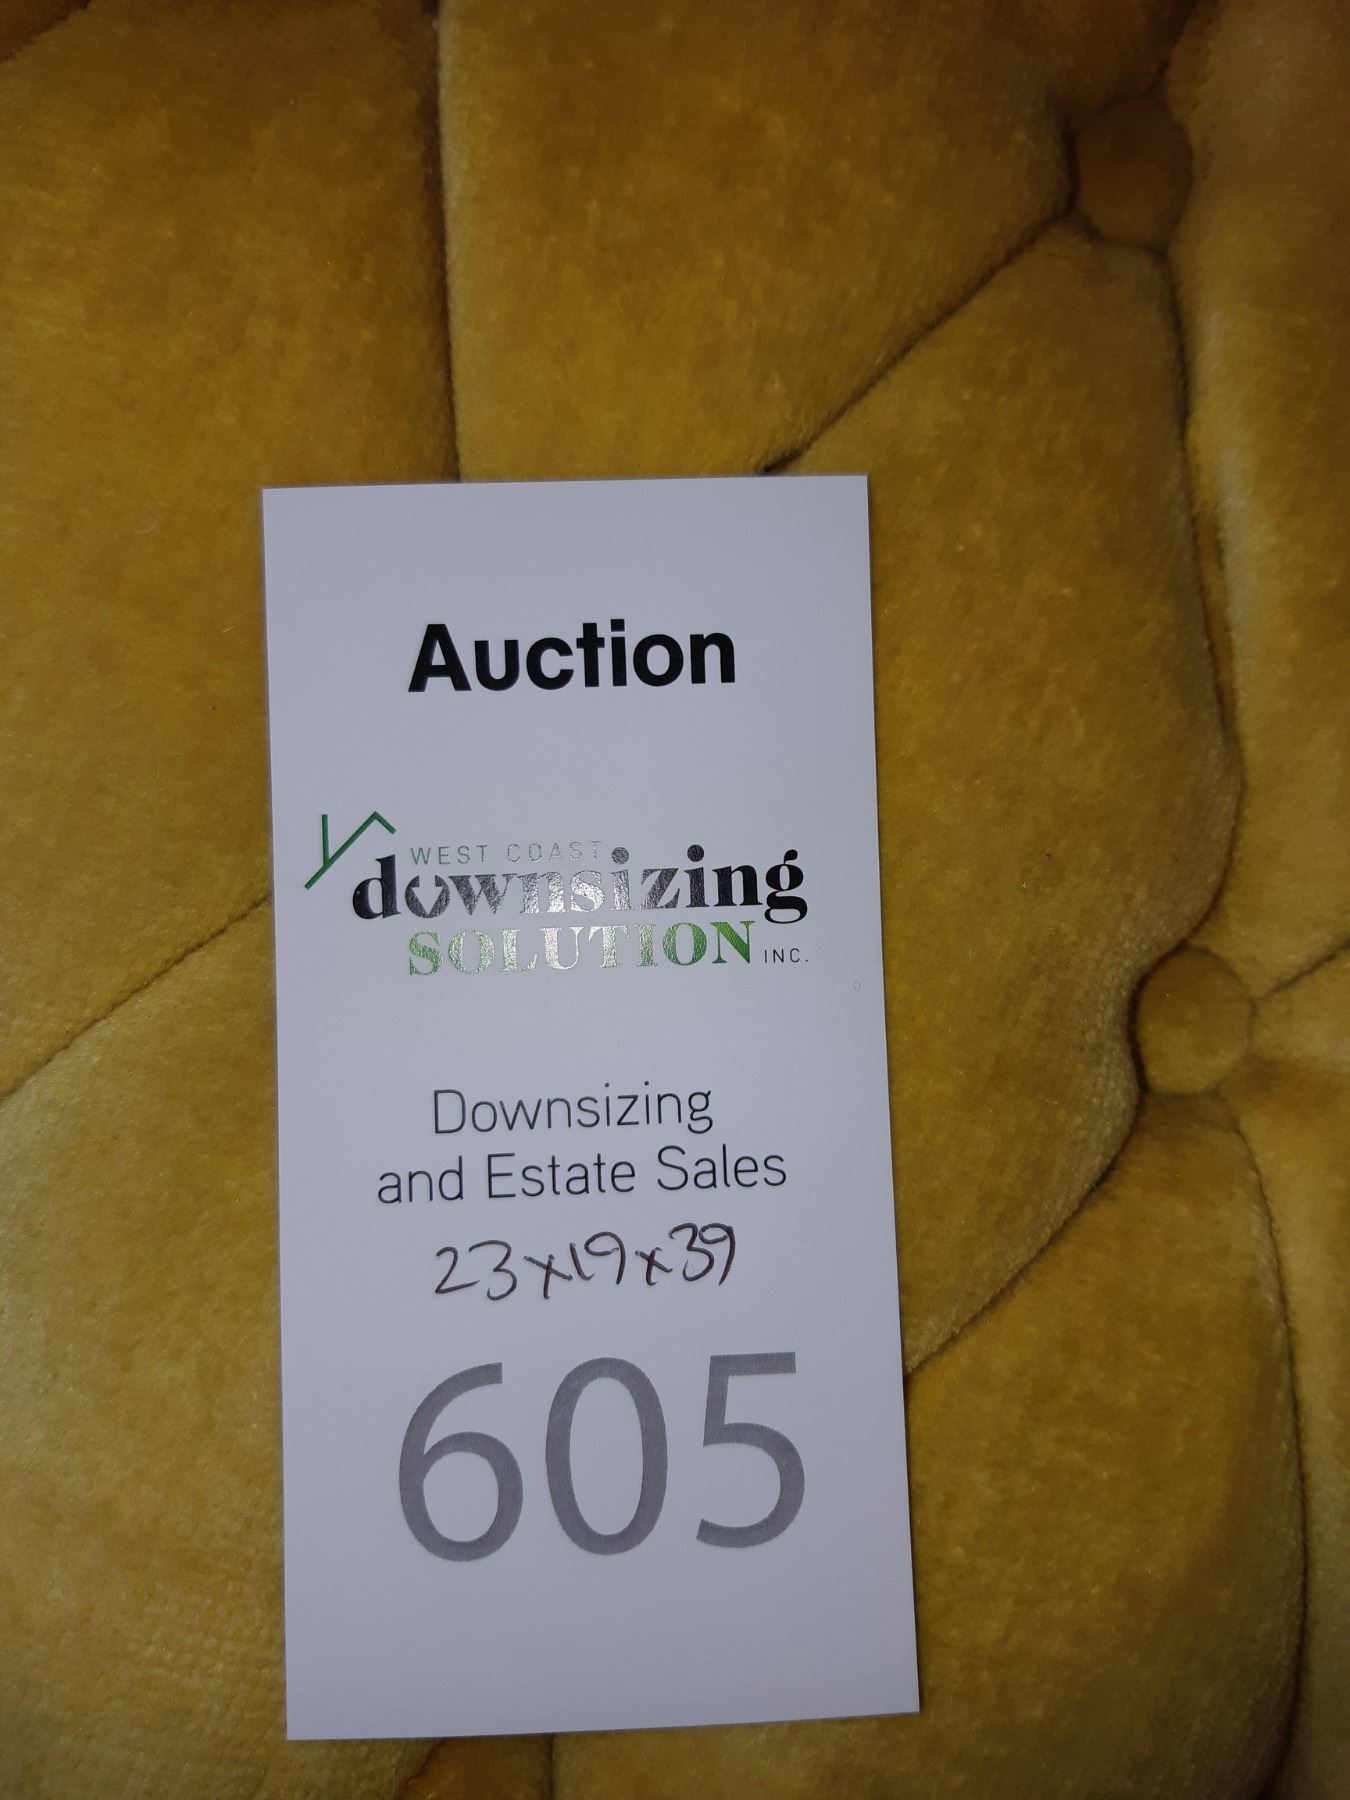 Auction
WEST COAST
downsizing
SOLUTION INC.
Downsizing
and Estate Sales
23x19x39
605